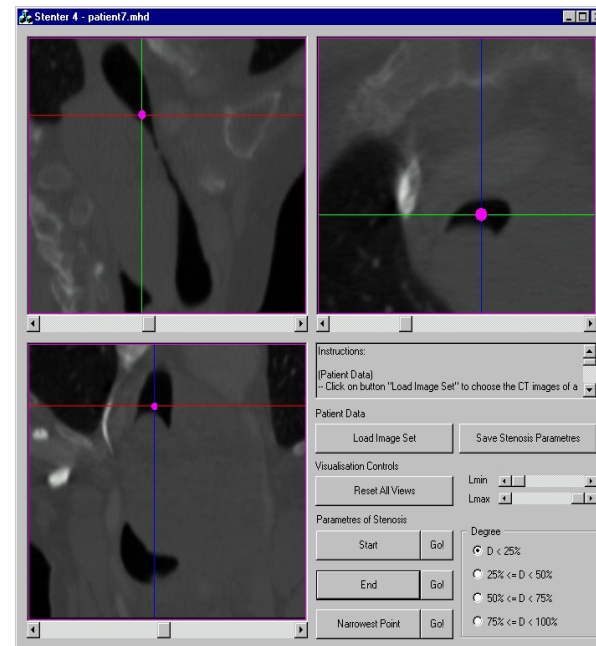 Stenter 4 - patient7.mhd
Instructions:
(Patient Data)
-- Click on button "Load Image Set" to choose the CT images of a
Patient Data
Load Image Set
Save Stenosis Parametres
Visualisation Controls
Reset All Views
Lmin
Lmax
Parametres of Stenosis
Start
Go!
End
Go!
Narrowest Point
Go!
Degree
D < 25%
25% <= D < 50%
50% <= D < 75%
75% <= D < 100%